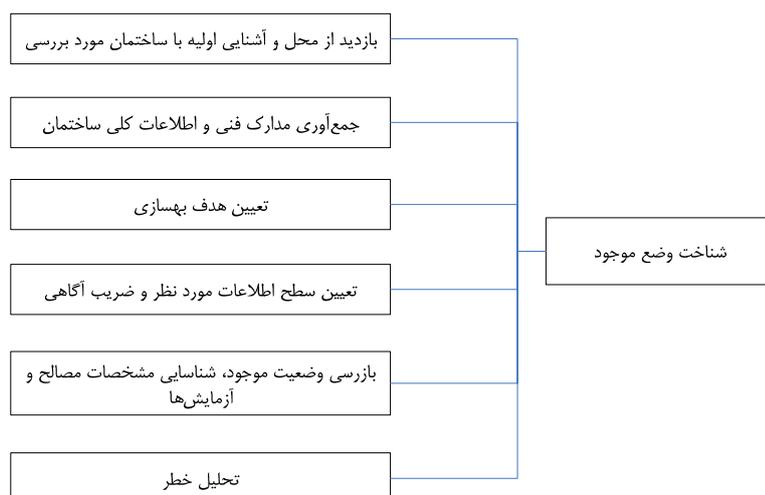 شناخت وضع موجود
بازدید از محل و آشنایی اولیه با ساختمان مورد بررسی
جمع‌آوری مدارک فنی و اطلاعات کلی ساختمان
تعیین هدف بهسازی
تعیین سطح اطلاعات مورد نظر و ضریب آگاهی
بازرسی وضعیت موجود، شناسایی مشخصات مصالح و
آزمایش‌ها
تحلیل خطر